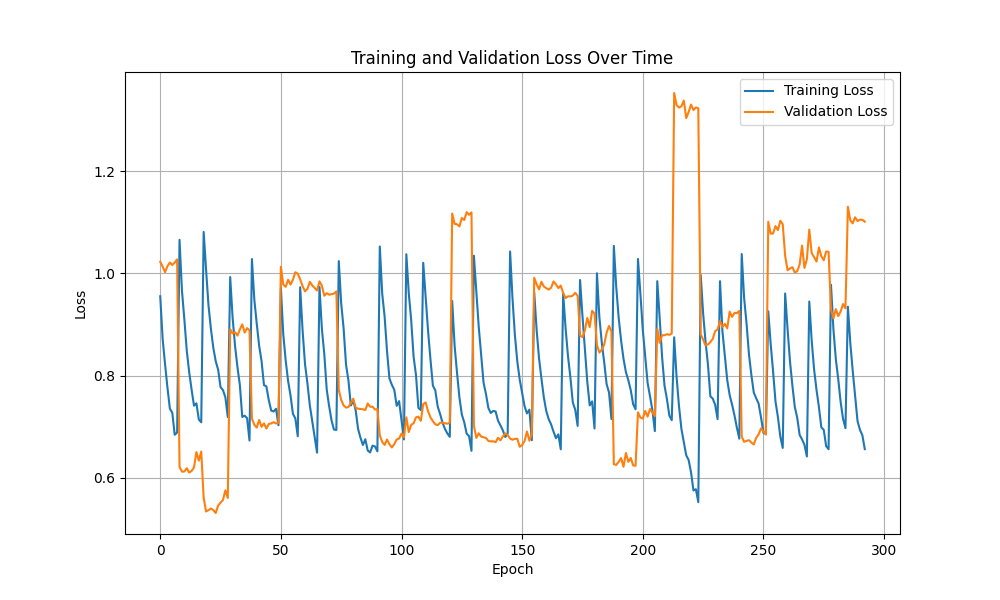 Training and Validation Loss Over Time
Training Loss
Validation Loss
Loss
1.2
1.0
0.8
0.6
0 50 100 150 200 250 300
Epoch